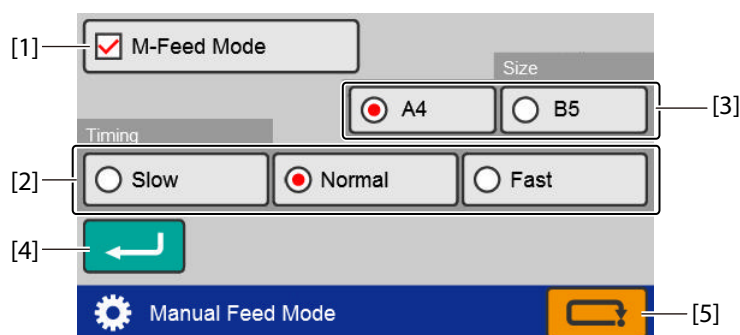 [1] M-Feed Mode
Size
A4 B5 [3]
Timing
[2] Slow Normal Fast
[4]
Manual Feed Mode [5]